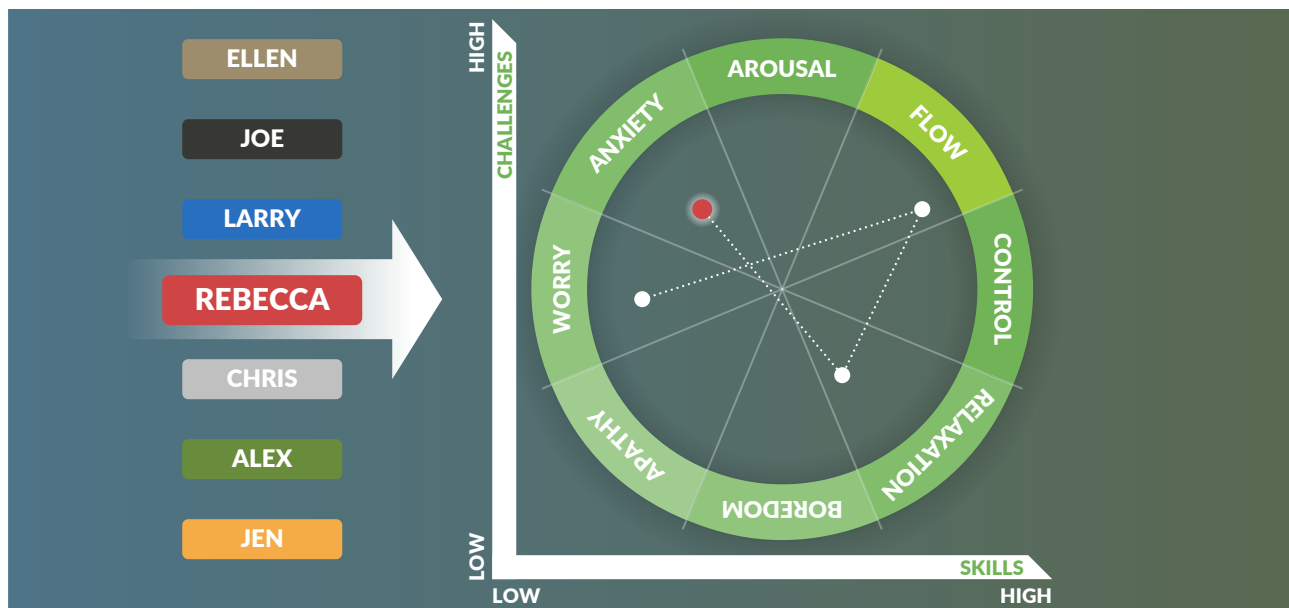 ELLEN
JOE
LARRY
REBECCA
CHRIS
ALEX
JEN
HIGH
CHALLENGES
LOW
AROUSAL
FLOW
CONTROL
RELAXATION
BOREDOM
APATHY
WORRY
ANXIETY
SKILLS
LOW
HIGH